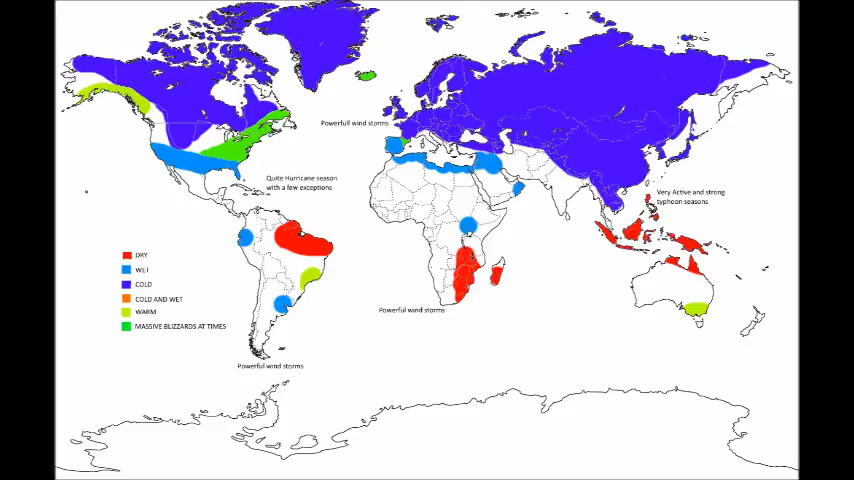 Powerfull wind storms
Quite Hurricane season
with a few exceptions
Very Active and strong
typhoon seasons
DRY
WET
COLD
COLD AND WET
WARM
MASSIVE BLIZZARDS AT TIMES
Powerful wind storms
Powerful wind storms